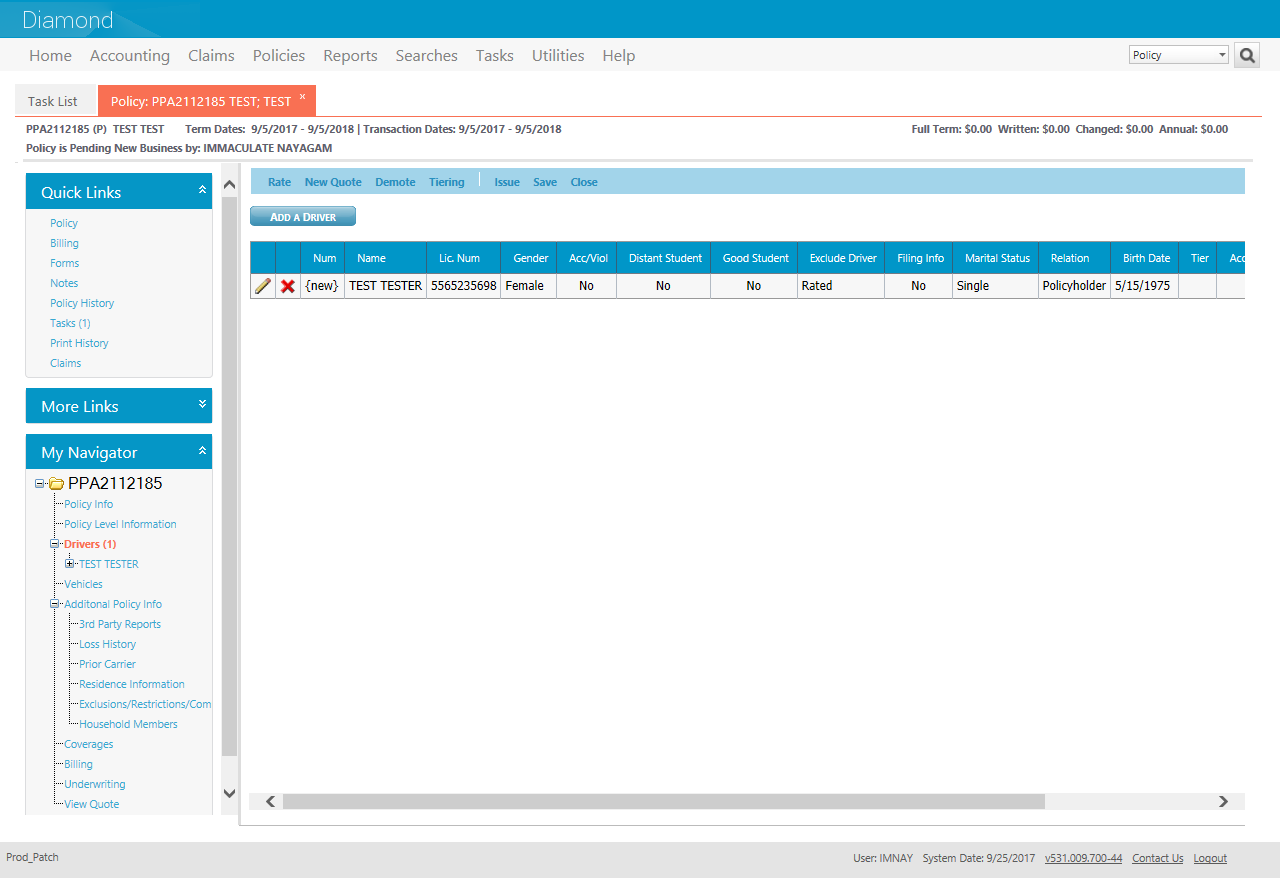 Diamond
Home Accounting Claims Policies Reports Searches Tasks Utilities Help Policy
Task List Policy: PPA2112185 TEST; TEST x
PPA2112185 (P) TEST TEST Term Dates: 9/5/2017 - 9/5/2018 | Transaction Dates: 9/5/2017 - 9/5/2018 Full Term: $0.00 Written: $0.00 Changed: $0.00 Annual: $0.00
Policy is Pending New Business by: IMMACULATE NAYAGAM
Quick Links
Policy
Billing
Forms
Notes
Policy History
Tasks (1)
Print History
Claims
More Links
My Navigator
PPA2112185
Policy Info
Policy Level Information
Drivers (1)
TEST TESTER
Vehicles
Additonal Policy Info
3rd Party Reports
Loss History
Prior Carrier
Residence Information
Exclusions/Restrictions/Com
Household Members
Coverages
Billing
Underwriting
View Quote
Rate New Quote Demote Tiering Issue Save Close
ADD A DRIVER
Num Name Lic. Num Gender Acc/Viol Distant Student Good Student Exclude Driver Filing Info Marital Status Relation Birth Date Tier Acc
{new} TEST TESTER 5565235698 Female No No No Rated No Single Policyholder 5/15/1975
Prod_Patch User: IMNAY System Date: 9/25/2017 v531.009.700-44 Contact Us Logout